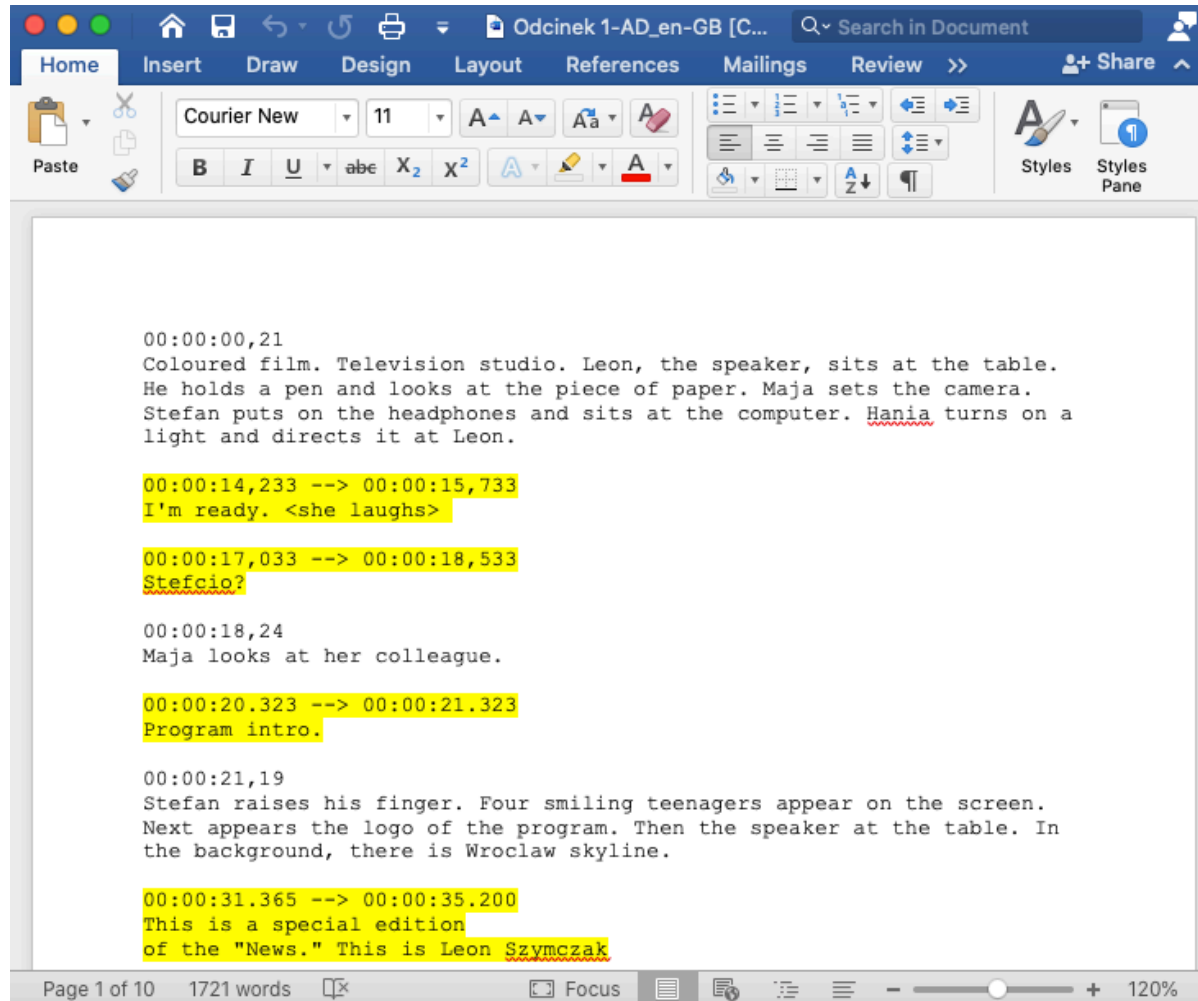 Odcinek 1-AD_en-GB [C...
Search in Document
Home Insert Draw Design Layout References Mailings Review >> Share
Courier New 11 A A Aa A
Paste
B I U abc X2 X2 A A
A Z
Styles Styles Pane
00:00:00,21
Coloured film. Television studio. Leon, the speaker, sits at the table.
He holds a pen and looks at the piece of paper. Maja sets the camera.
Stefan puts on the headphones and sits at the computer. Hania turns on a
light and directs it at Leon.
00:00:14,233 --> 00:00:15,733
I'm ready. <she laughs>
00:00:17,033 --> 00:00:18,533
Stefcio?
00:00:18,24
Maja looks at her colleague.
00:00:20.323 --> 00:00:21.323
Program intro.
00:00:21,19
Stefan raises his finger. Four smiling teenagers appear on the screen.
Next appears the logo of the program. Then the speaker at the table. In
the background, there is Wroclaw skyline.
00:00:31.365 --> 00:00:35.200
This is a special edition
of the "News." This is Leon Szymczak
Page 1 of 10 1721 words Focus 120%